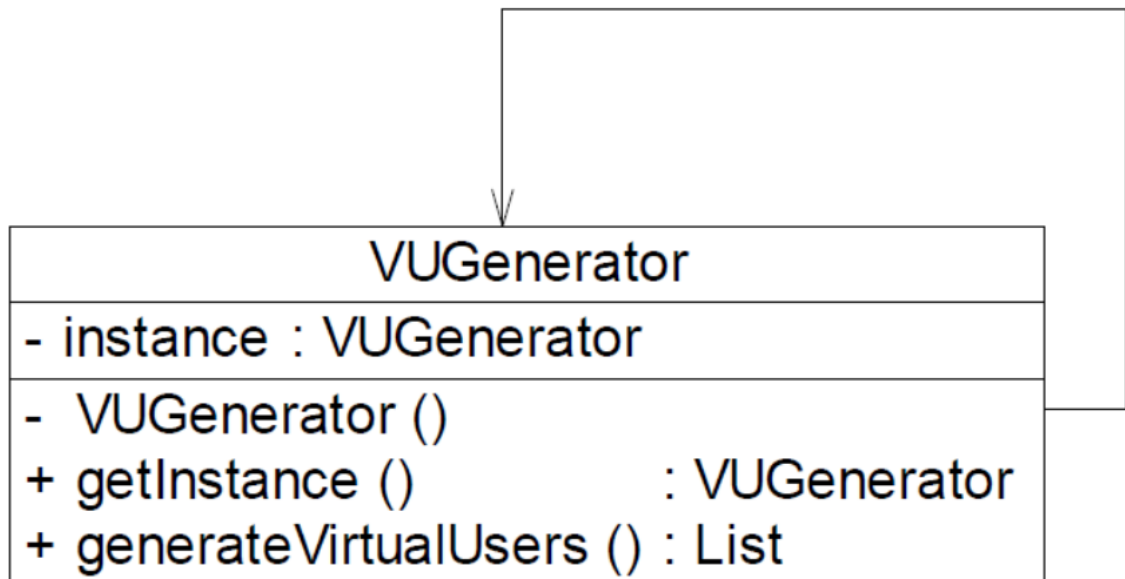 VUGenerator
- instance : VUGenerator
- VUGenerator ()
+ getInstance () : VUGenerator
+ generateVirtualUsers () : List